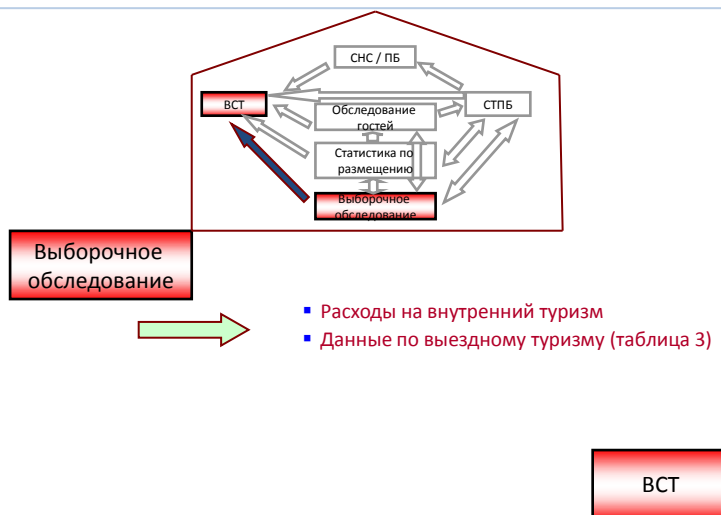 СНС / ПБ
ВСТ
Обследование
гостей
СТПБ
Статистика по
размещению
Выборочное
обследование
Выборочное
обследование
Расходы на внутренний туризм
Данные по выездному туризму (таблица 3)
ВСТ